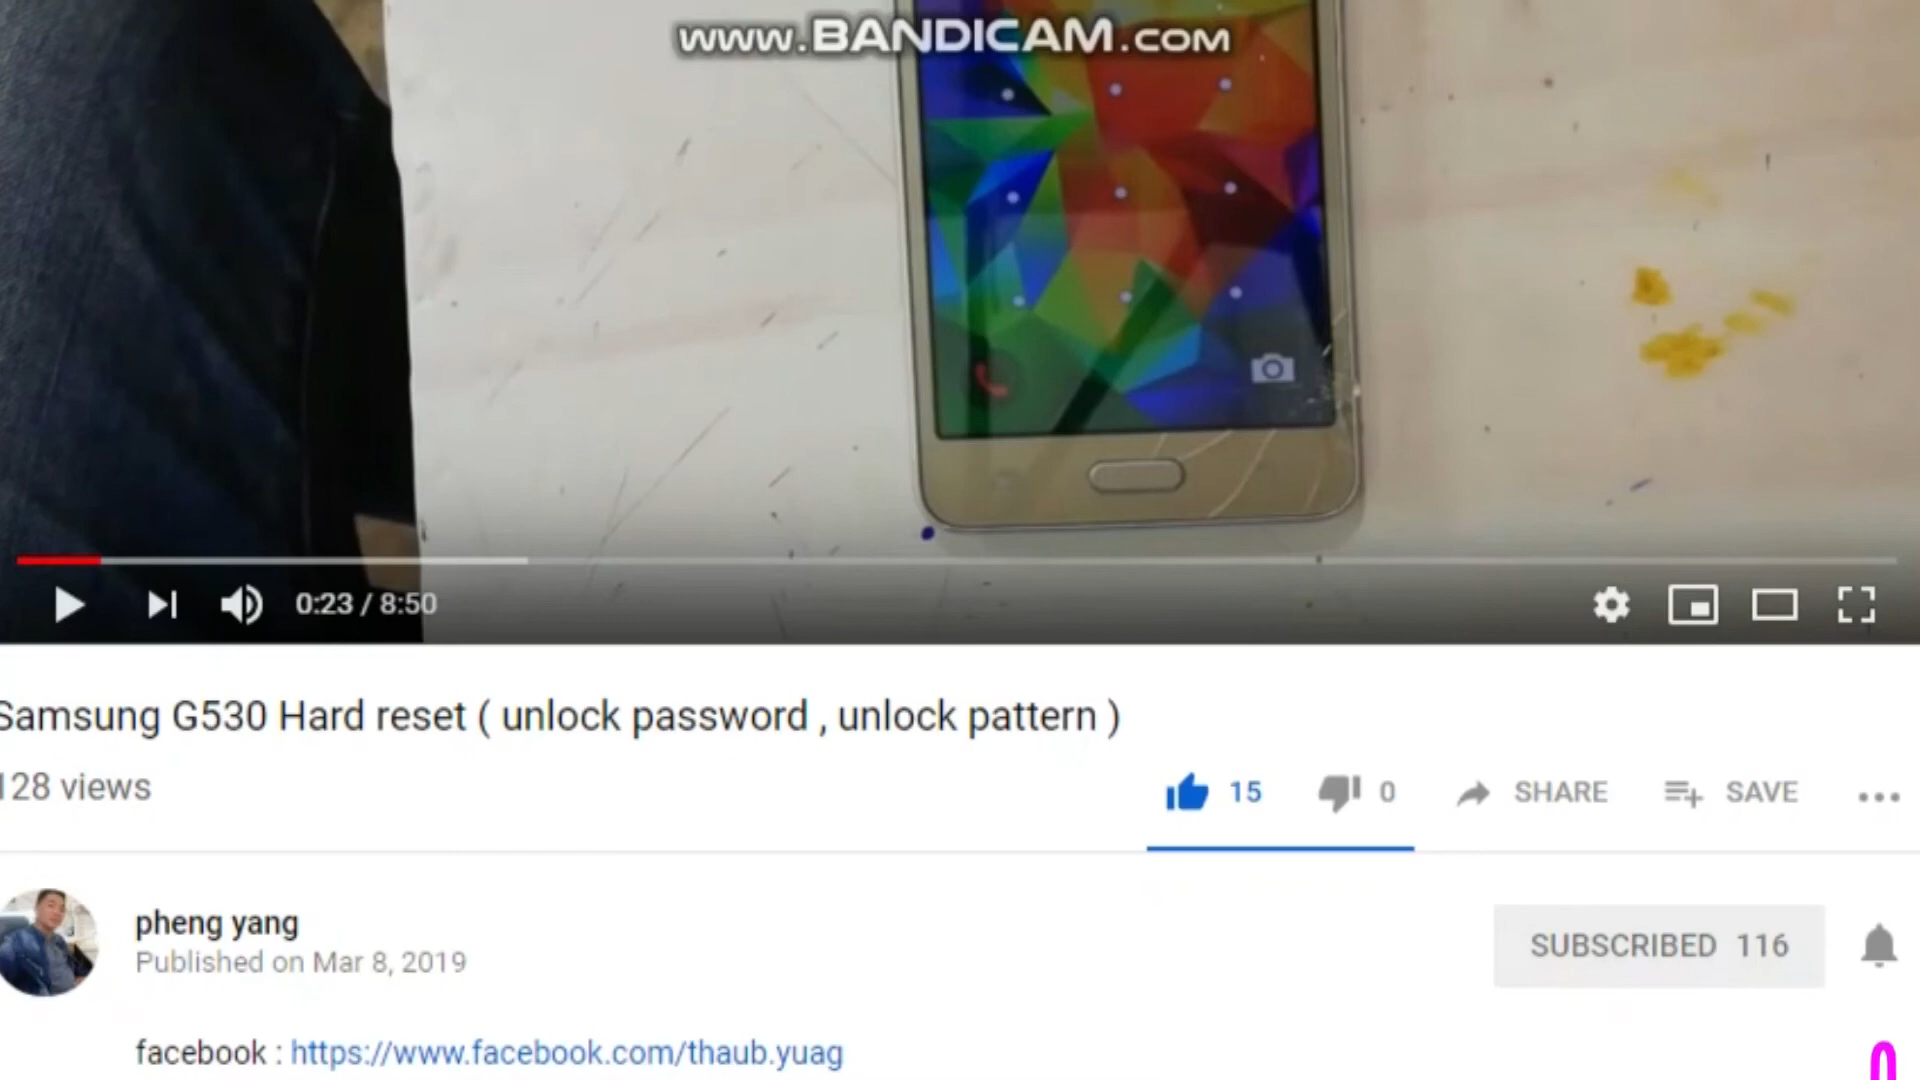 www.BANDICAM.com
0:23 / 8:50
Samsung G530 Hard reset ( unlock password , unlock pattern )
128 views
15 0 SHARE SAVE
pheng yang
Published on Mar 8, 2019
SUBSCRIBED 116
facebook : https://www.facebook.com/thaub.yuag